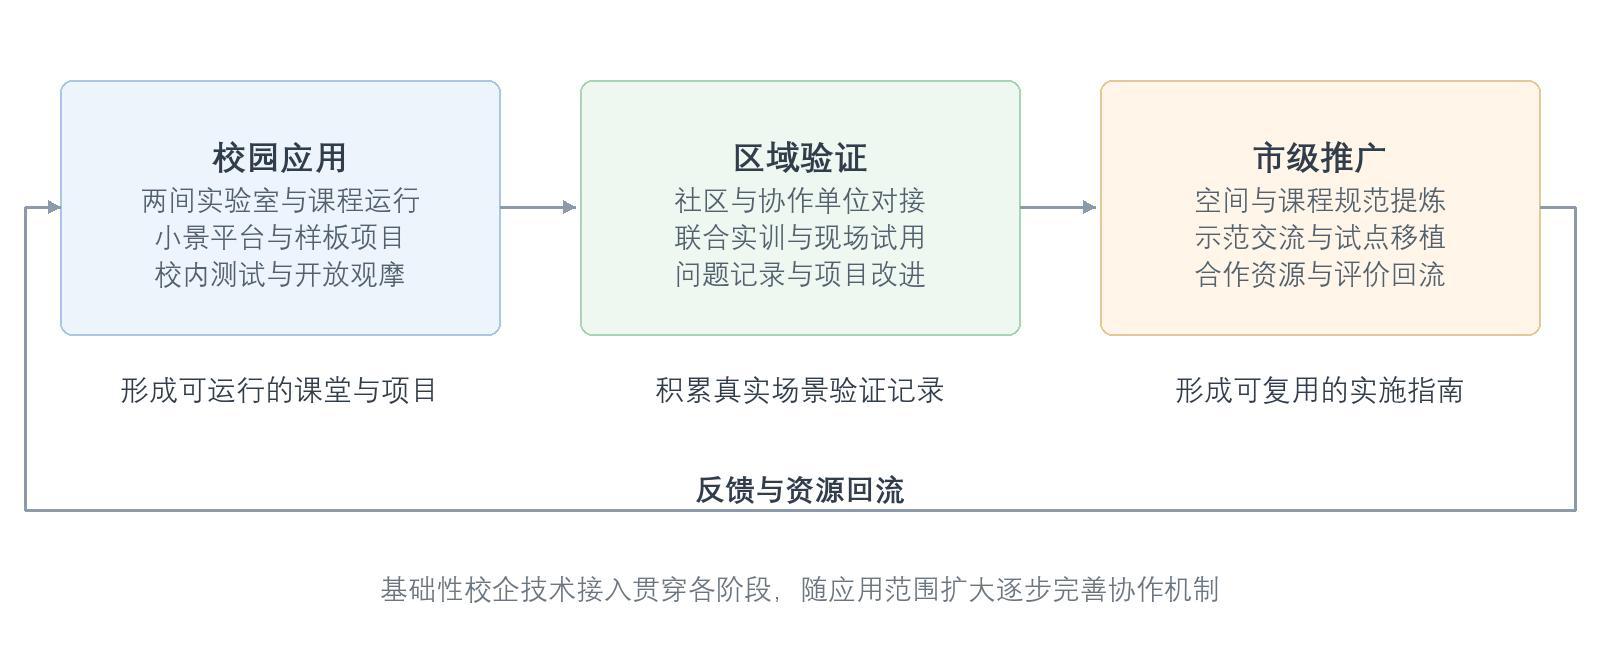 校园应用
两间实验室与课程运行
小景平台与样板项目
校内测试与开放观摩
形成可运行的课堂与项目
区域验证
社区与协作单位对接
联合实训与现场试用
问题记录与项目改进
积累真实场景验证记录
市级推广
空间与课程规范提炼
示范交流与试点移植
合作资源与评价回流
形成可复用的实施指南
反馈与资源回流
基础性校企技术接入贯穿各阶段，随应用范围扩大逐步完善协作机制